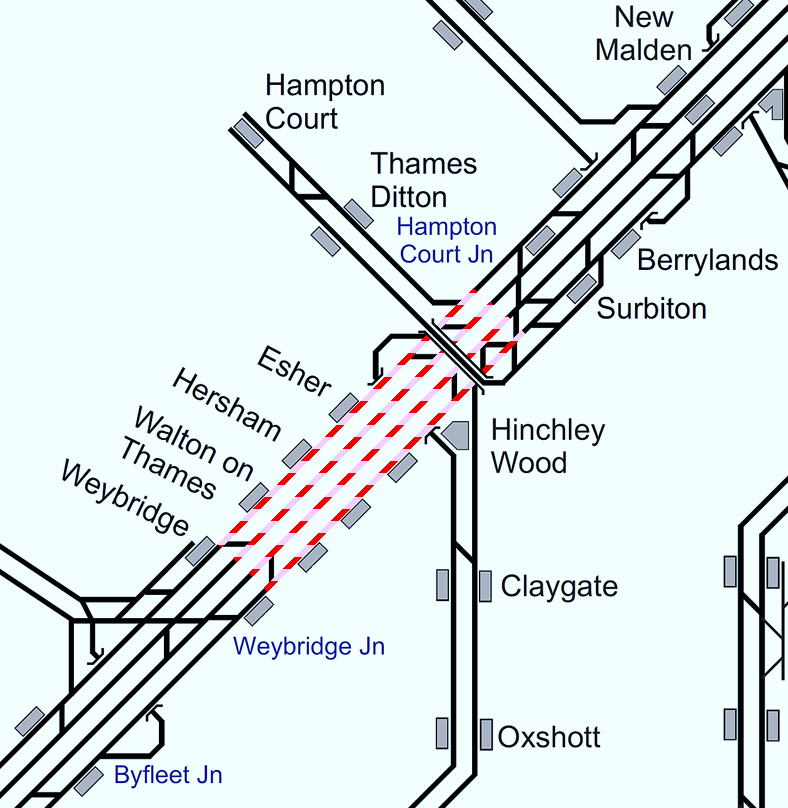 New
Malden
Hampton
Court
Thames
Ditton
Hampton
Court Jn
Berrylands
Surbiton
Esher
Hersham
Walton on
Thames
Weybridge
Hinchley
Wood
Claygate
Weybridge Jn
Oxshott
Byfleet Jn